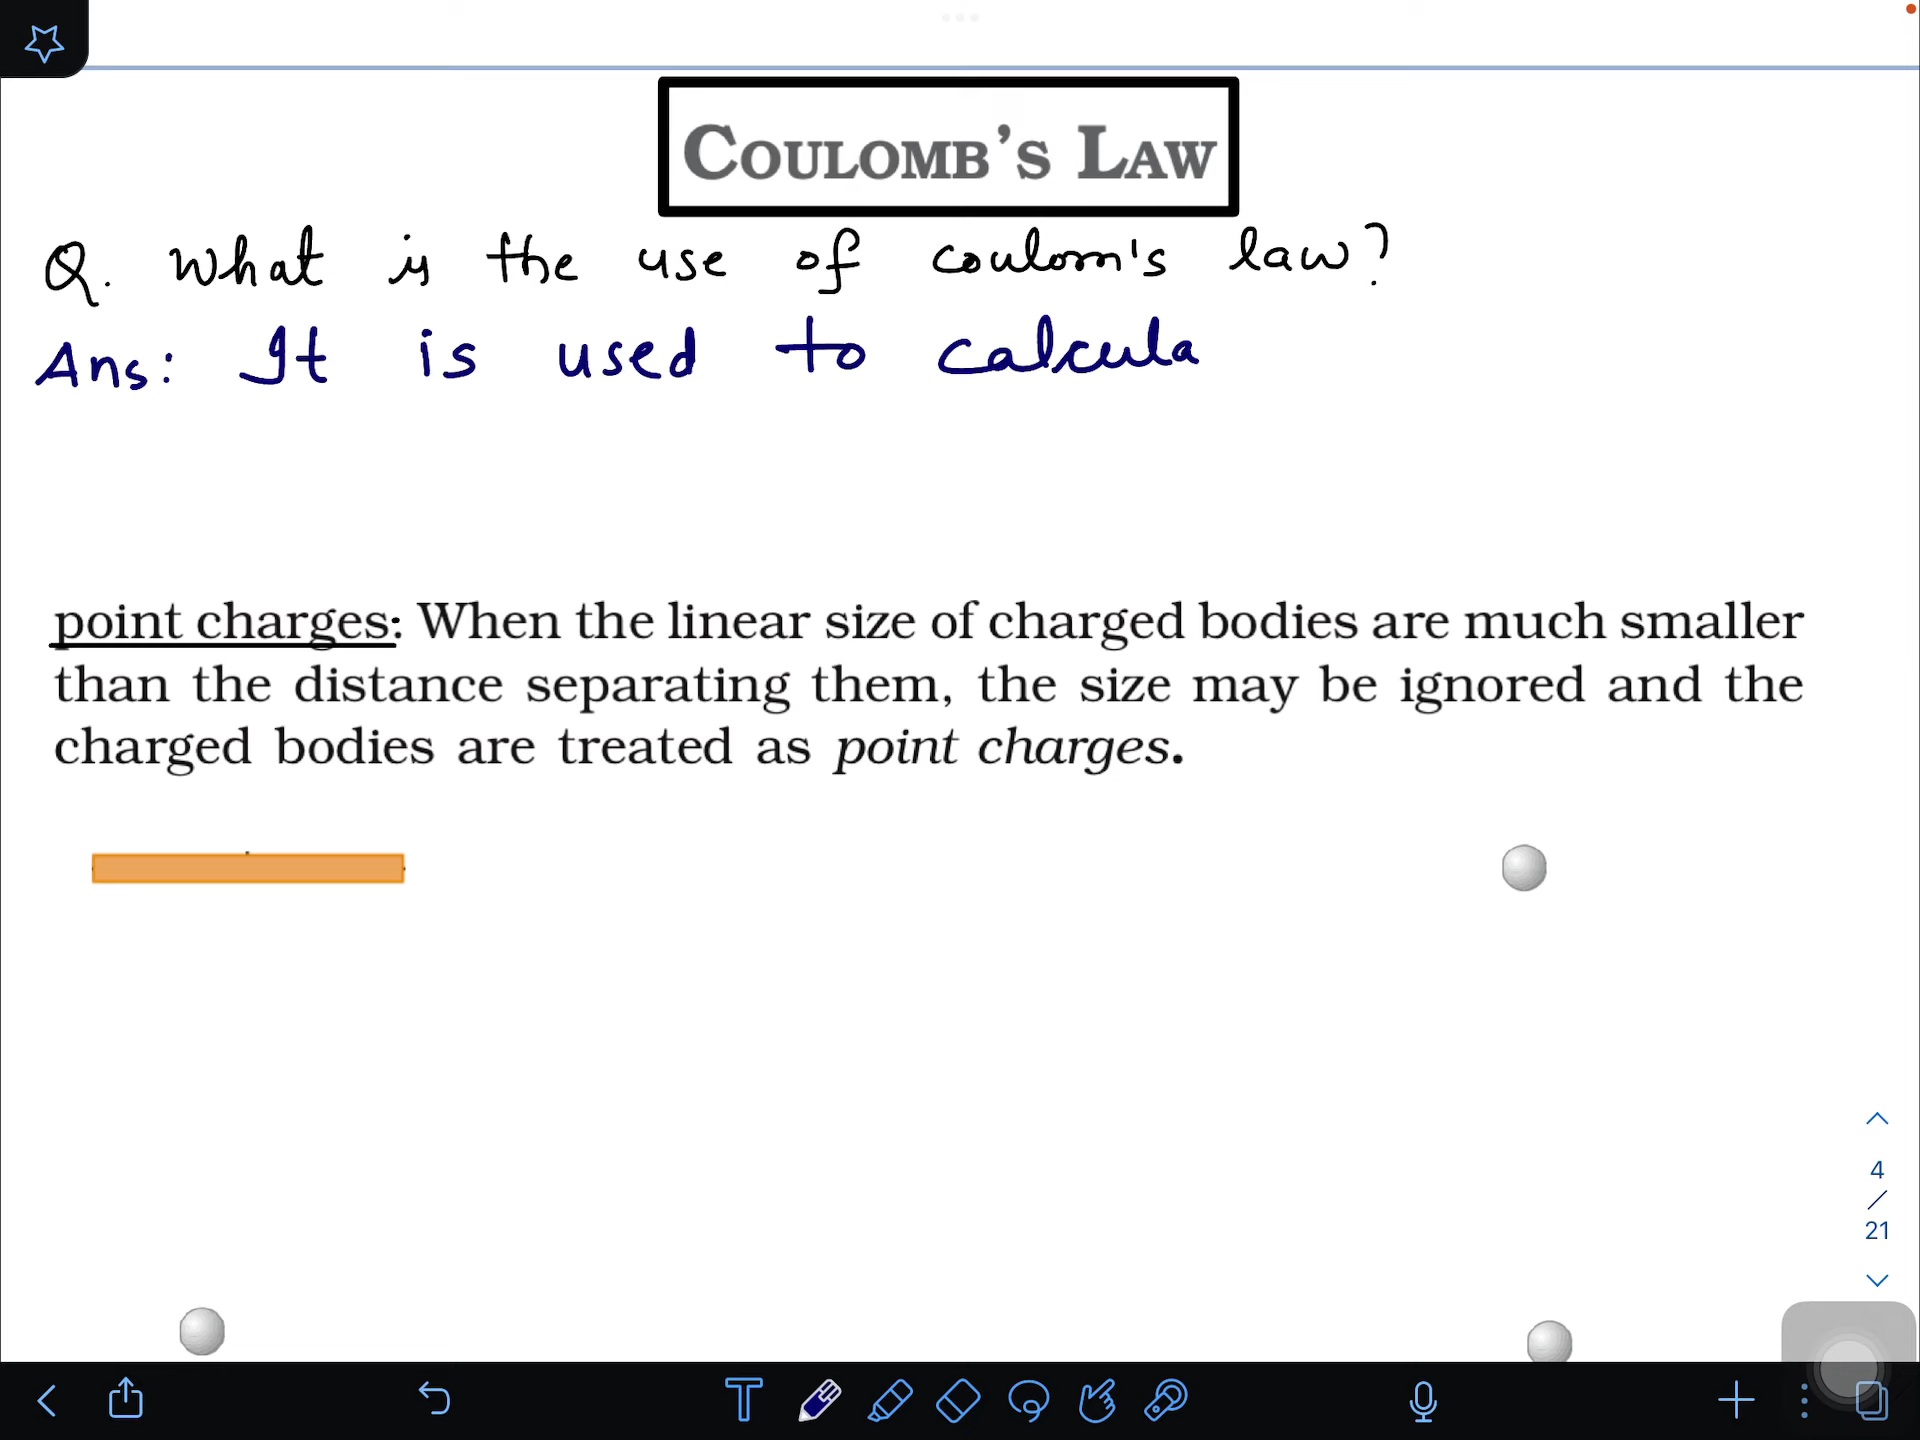 COULOMB'S LAW
Q. What is the use of coulom's law?
Ans: It is used to calcula
point charges: When the linear size of charged bodies are much smaller
than the distance separating them, the size may be ignored and the
charged bodies are treated as point charges.
4
/
21